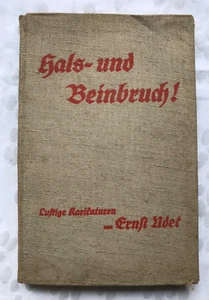 Hals- und
Beinbruch!
Lustige Karikaturen
von Ernst Udet